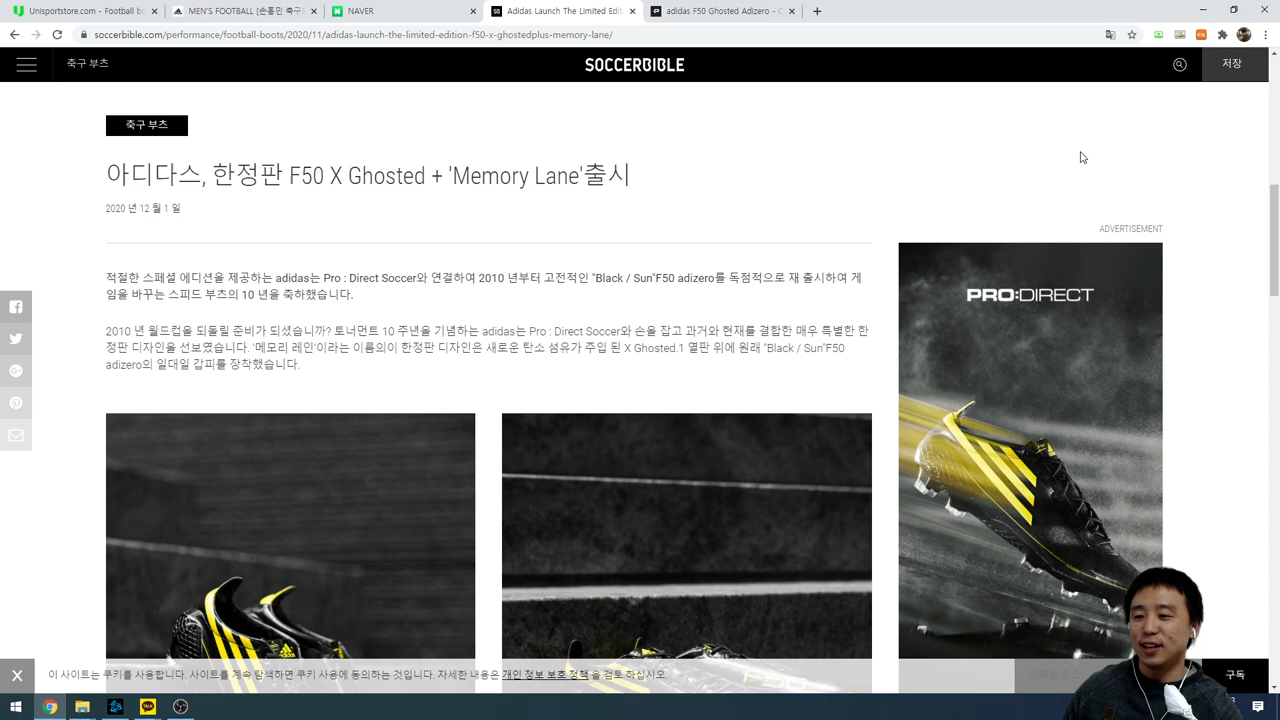 Unisportstore.com | Football bo
MEN'S FOOTBALL [손흥민 축구
NAVER
Adidas Launch The Limited Edit
adidas F50 Ghosted Adizero - C
soccerbible.com/performance/football-boots/2020/11/adidas-launch-the-limited-edition-f50-x-ghostedplus-memory-lane/
축구 부츠
SOCCERBIBLE
저장
축구 부츠
아디다스, 한정판 F50 X Ghosted + 'Memory Lane'출시
2020 년 12 월 1 일
ADVERTISEMENT
적절한 스페셜 에디션을 제공하는 adidas는 Pro : Direct Soccer와 연결하여 2010 년부터 고전적인 "Black / Sun"F50 adizero를 독점적으로 재 출시하여 게
임을 바꾸는 스피드 부츠의 10 년을 축하했습니다.
2010 년 월드컵을 되돌릴 준비가 되셨습니까? 토너먼트 10 주년을 기념하는 adidas는 Pro : Direct Soccer와 손을 잡고 과거와 현재를 결합한 매우 특별한 한
정판 디자인을 선보였습니다. '메모리 레인'이라는 이름의이 한정판 디자인은 새로운 탄소 섬유가 주입 된 X Ghosted.1 열판 위에 원래 "Black / Sun"F50
adizero의 일대일 갑피를 장착했습니다.
PRO:DIRECT
이 사이트는 쿠키를 사용합니다. 사이트를 계속 탐색하면 쿠키 사용에 동의하는 것입니다. 자세한 내용은 개인 정보 보호 정책 을 검토 하십시오.
구독
TALK